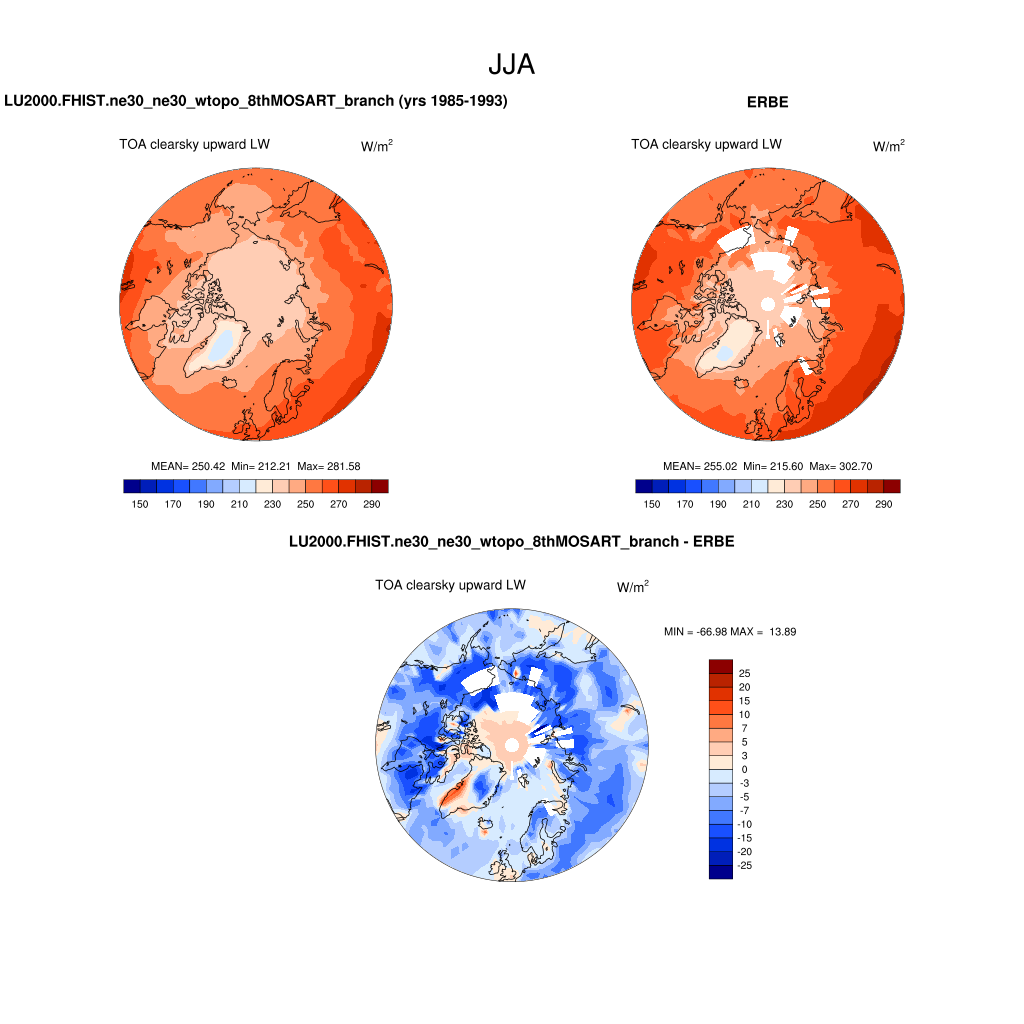 JJA
LU2000.FHIST.ne30_ne30_wtopo_8thMOSART_branch (yrs 1985-1993)
ERBE
TOA clearsky upward LW W/m²
TOA clearsky upward LW W/m²
MEAN= 250.42 Min= 212.21 Max= 281.58
MEAN= 255.02 Min= 215.60 Max= 302.70
150 170 190 210 230 250 270 290
150 170 190 210 230 250 270 290
LU2000.FHIST.ne30_ne30_wtopo_8thMOSART_branch - ERBE
TOA clearsky upward LW W/m²
MIN = -66.98 MAX = 13.89
25
20
15
10
7
5
3
0
-3
-5
-7
-10
-15
-20
-25